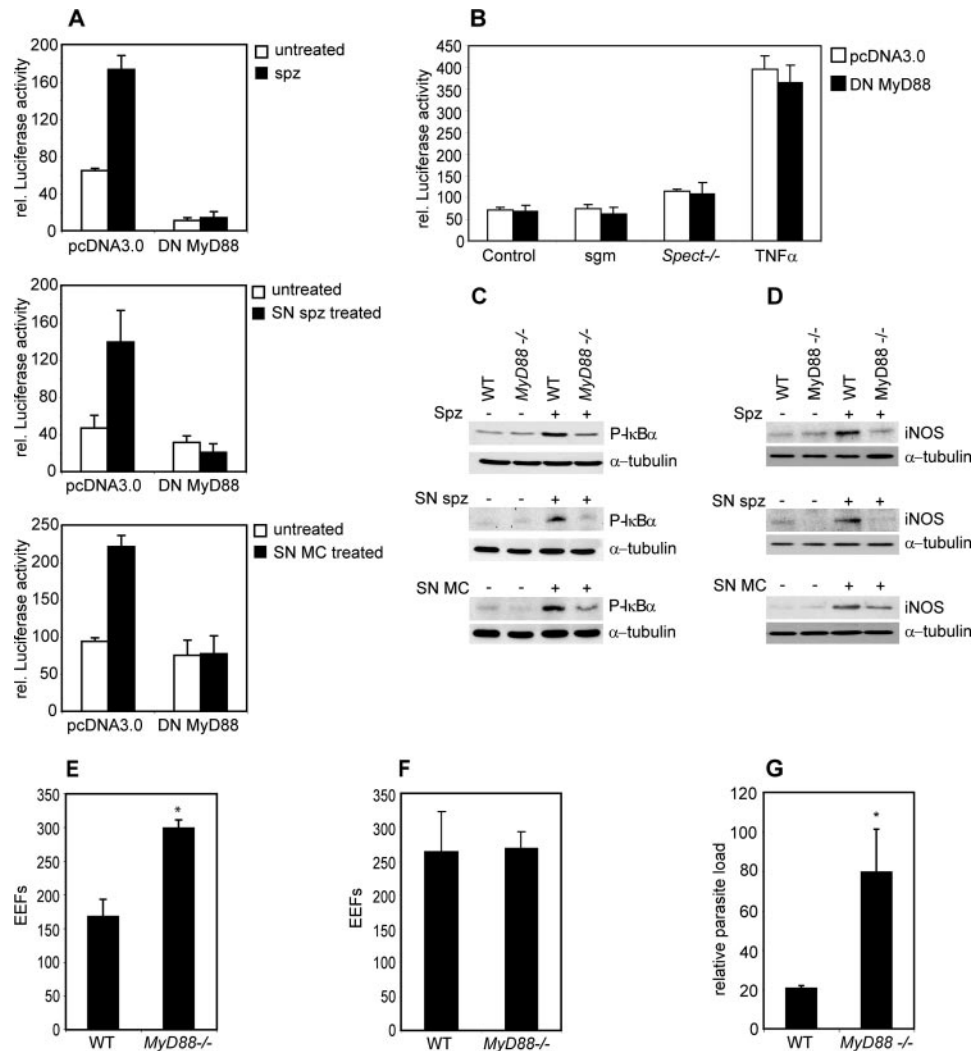 A
untreated
spz
rel. Luciferase activity
200
160
120
80
40
0
pcDNA3.0 DN MyD88
untreated
SN spz treated
rel. Luciferase activity
200
160
120
80
40
0
pcDNA3.0 DN MyD88
untreated
SN MC treated
rel. Luciferase activity
250
200
150
100
50
0
pcDNA3.0 DN MyD88
B
pcDNA3.0
DN MyD88
rel. Luciferase activity
450
400
350
300
250
200
150
100
50
0
Control sgm Spect-/- TNFα
C
WT MyD88 -/- WT MyD88 -/-
Spz - - + +
P-IκBα
α-tubulin
SN spz - - + +
P-IκBα
α-tubulin
SN MC - - + +
P-IκBα
α-tubulin
D
WT MyD88 -/- WT MyD88 -/-
Spz - - + +
iNOS
α-tubulin
SN spz - - + +
iNOS
α-tubulin
SN MC - - + +
iNOS
α-tubulin
E
EEFs
350
300
250
200
150
100
50
0
*
WT MyD88-/-
F
EEFs
350
300
250
200
150
100
50
0
WT MyD88-/-
G
relative parasite load
120
100
80
60
40
20
0
*
WT MyD88 -/-